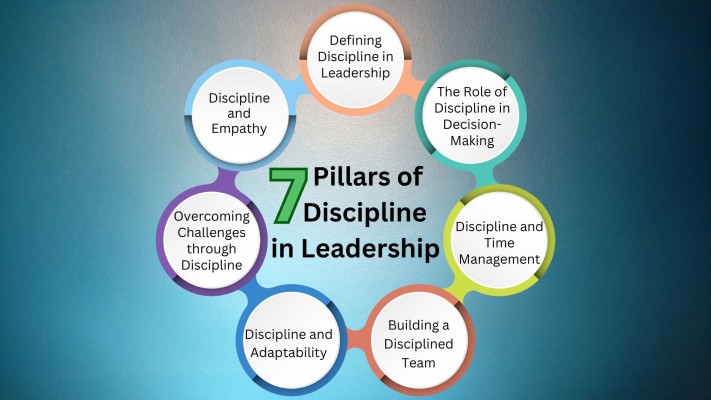 7 Pillars of
Discipline
in Leadership
Defining
Discipline in
Leadership
The Role of
Discipline in
Decision-
Making
Discipline and
Time
Management
Building a
Disciplined
Team
Discipline and
Adaptability
Overcoming
Challenges
through
Discipline
Discipline
and
Empathy